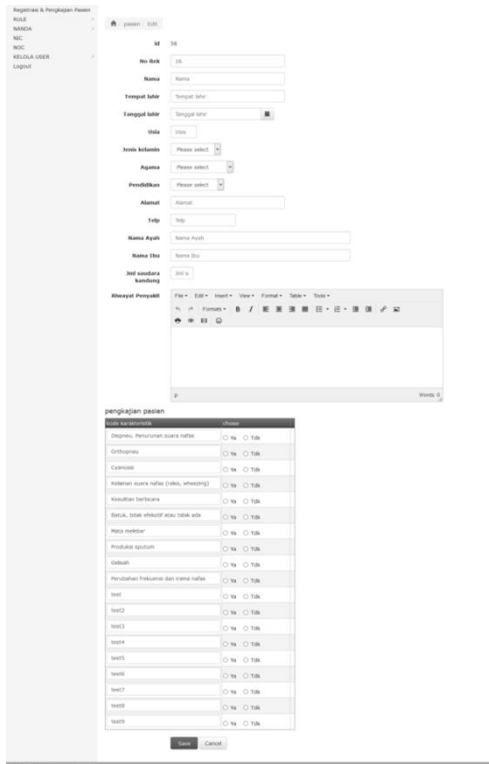 Registrasi & Pengkajian Pasien
RULE
NANDA
NIC
NOC
KELOLA USER
Logout
/ pasien / Edit
id 56
No Rek 16
Nama Nama
Tempat lahir Tempat lahir
Tanggal lahir Tanggal lahir
Usia Usia
Jenis kelamin Please select
Agama Please select
Pendidikan Please select
Alamat Alamat
Telp Telp
Nama Ayah Nama Ayah
Nama Ibu Nama Ibu
Jml saudara kandung Jml s
Riwayat Penyakit
File Edit Insert View Format Table Tools
Formats B I
p Words: 0
pengkajian pasien
kode karakteristik choose
Dispneu, Penurunan suara nafas Ya Tdk
Orthopneu Ya Tdk
Cyanosis Ya Tdk
Kelainan suara nafas (rales, wheezing) Ya Tdk
Kesulitan berbicara Ya Tdk
Batuk, tidak efekotif atau tidak ada Ya Tdk
Mata melebar Ya Tdk
Produksi sputum Ya Tdk
Gelisah Ya Tdk
Perubahan frekuensi dan irama nafas Ya Tdk
test Ya Tdk
test2 Ya Tdk
test3 Ya Tdk
test4 Ya Tdk
test5 Ya Tdk
test6 Ya Tdk
test7 Ya Tdk
test8 Ya Tdk
test9 Ya Tdk
Save Cancel